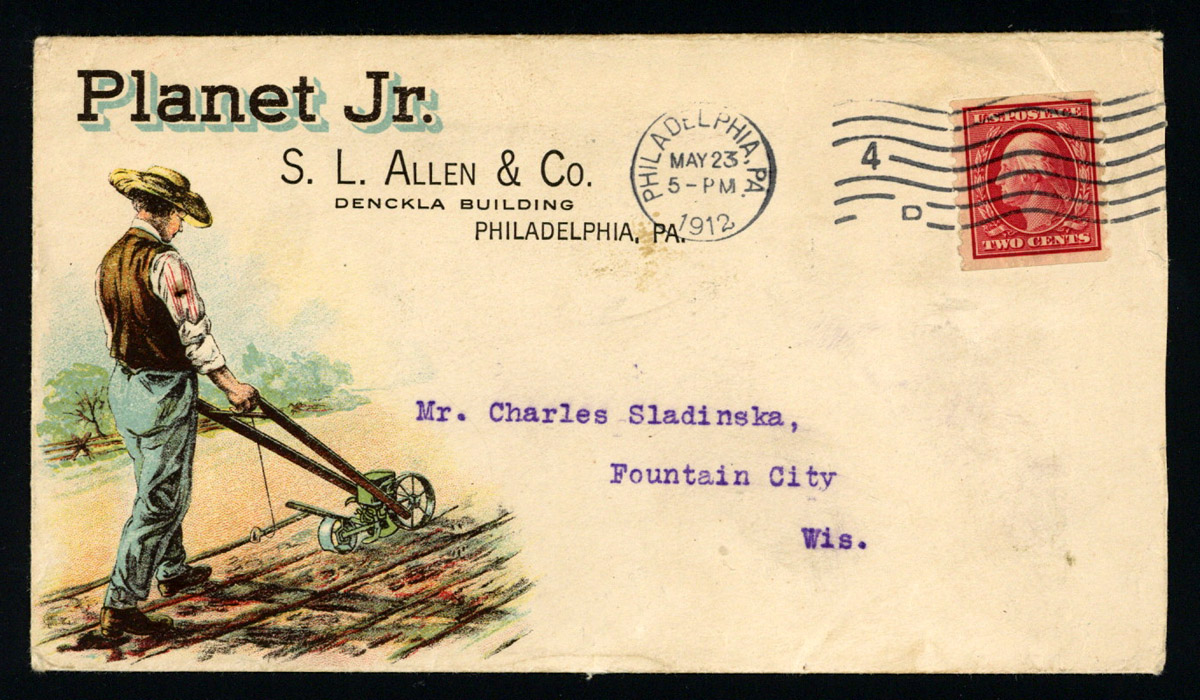 Planet Jr.
S. L. ALLEN & CO.
DENCKLA BUILDING
PHILADELPHIA, PA.
PHILADELPHIA, PA.
MAY 23
5-PM
1912
4
D
U.S. POSTAGE
TWO CENTS
Mr. Charles Sladinska,
Fountain City
Wis.